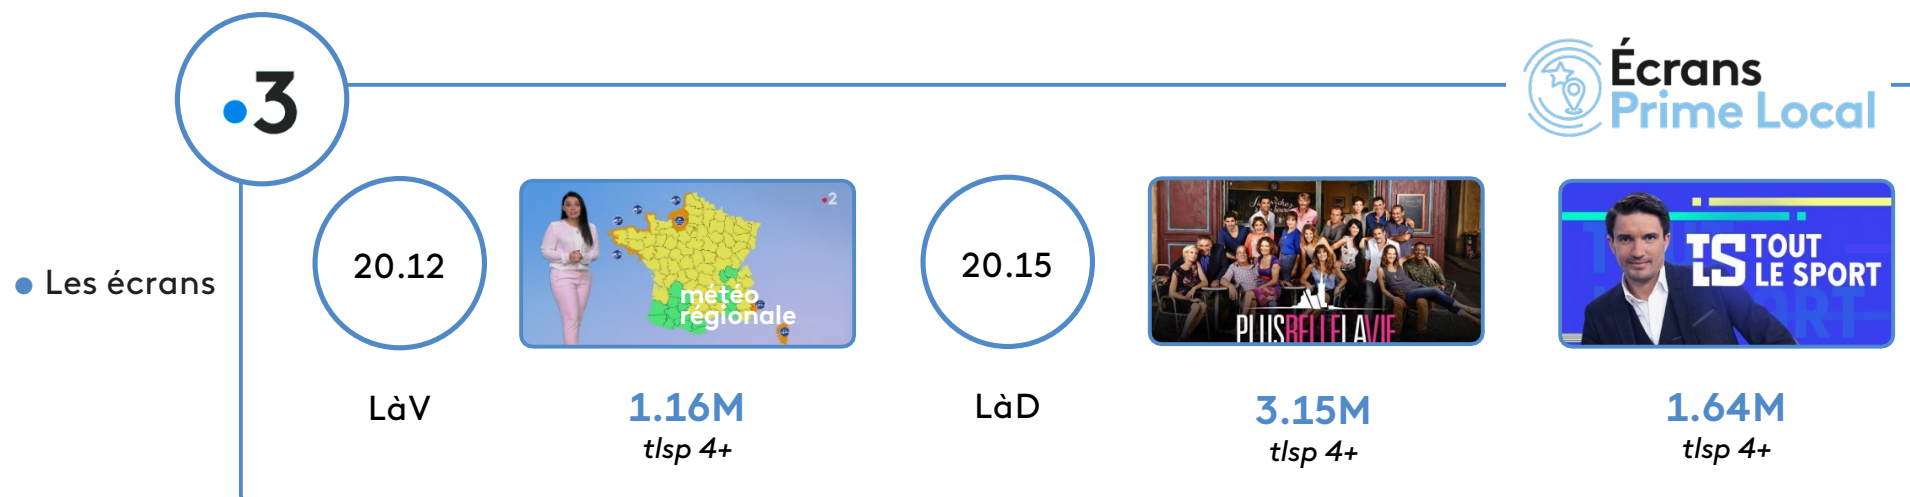 3
Écrans
Prime Local
Les écrans
20.12
2
météo
régionale
20.15
PLUS BELLE LA VIE
TS TOUT
LE SPORT
LàV
1.16M
tlsp 4+
LàD
3.15M
tlsp 4+
1.64M
tlsp 4+